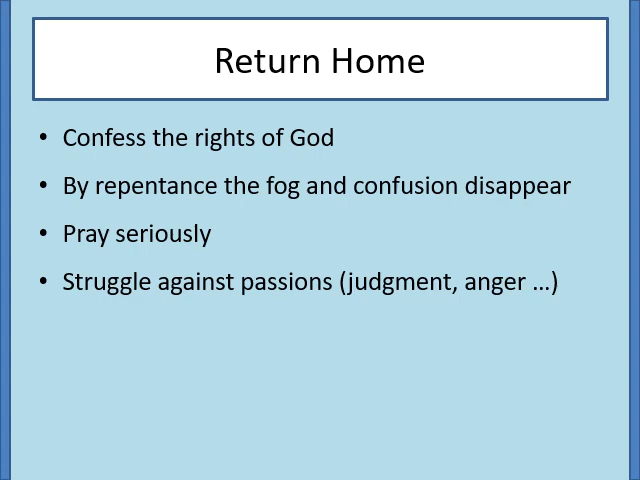 Return Home
• Confess the rights of God
• By repentance the fog and confusion disappear
• Pray seriously
• Struggle against passions (judgment, anger …)